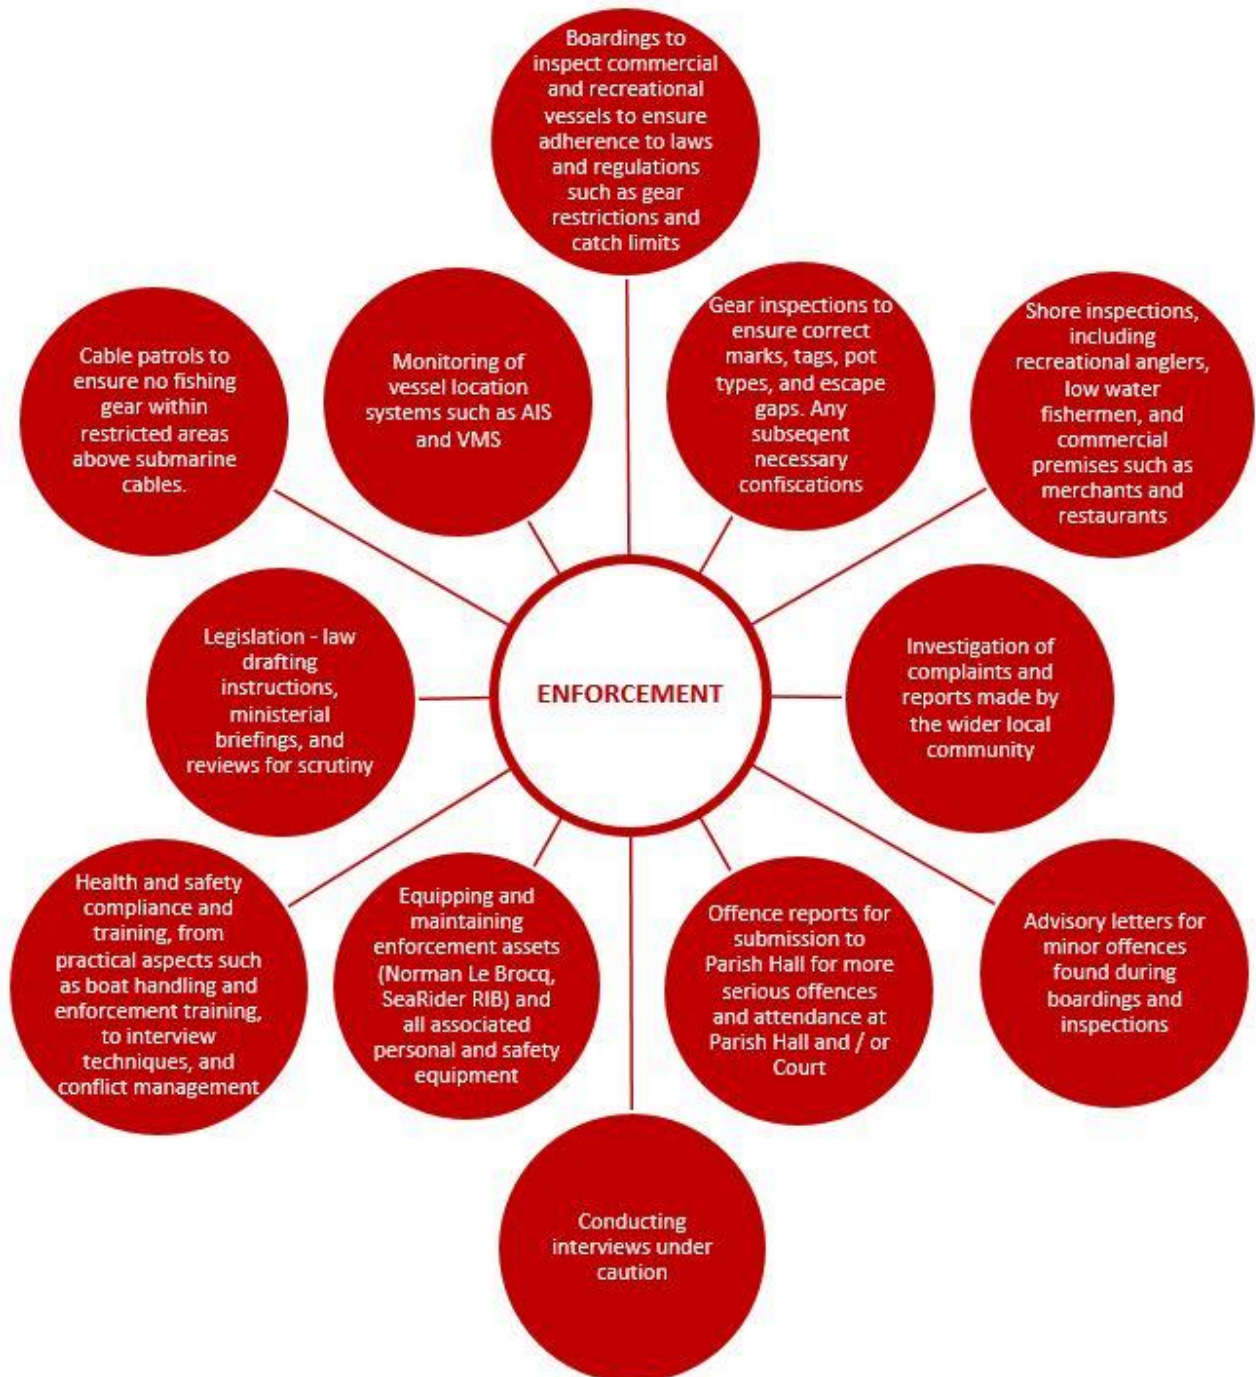 Boardings to
inspect commercial
and recreational
vessels to ensure
adherence to laws
and regulations
such as gear
restrictions and
catch limits
Cable patrols to
ensure no fishing
gear within
restricted areas
above submarine
cables.
Monitoring of
vessel location
systems such as AIS
and VMS
Gear inspections to
ensure correct
marks, tags, pot
types, and escape
gaps. Any
subseqent
necessary
confiscations
Shore inspections,
including
recreational anglers,
low water
fishermen, and
commercial
premises such as
merchants and
restaurants
Legislation - law
drafting
instructions,
ministerial
briefings, and
reviews for scrutiny
ENFORCEMENT
Investigation of
complaints and
reports made by
the wider local
community
Health and safety
compliance and
training, from
practical aspects such
as boat handling and
enforcement training,
to interview
techniques, and
conflict management
Equipping and
maintaining
enforcement assets
(Norman Le Brocq,
SeaRider RIB) and
all associated
personal and safety
equipment
Offence reports for
submission to
Parish Hall for more
serious offences
and attendance at
Parish Hall and / or
Court
Advisory letters for
minor offences
found during
boardings and
inspections
Conducting
interviews under
caution